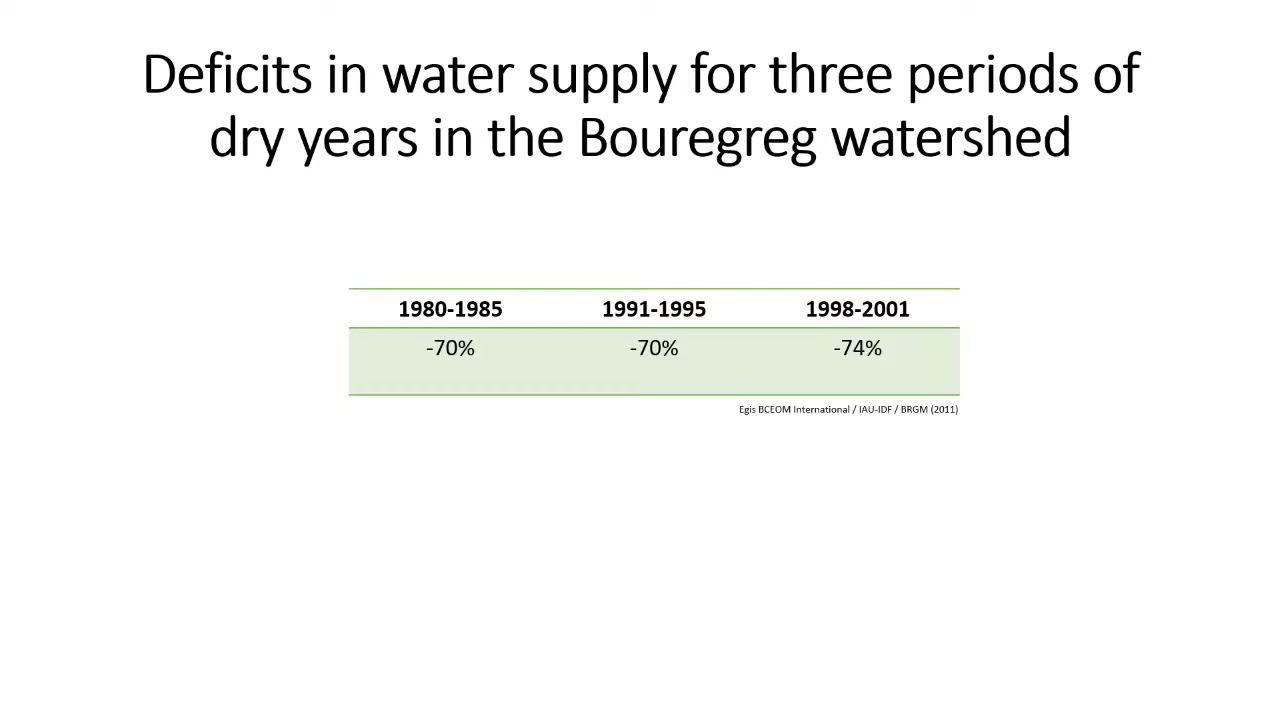 Deficits in water supply for three periods of
dry years in the Bouregreg watershed
1980-1985 1991-1995 1998-2001
-70% -70% -74%
Egis BCEOM International / IAU-IDF / BRGM (2011)